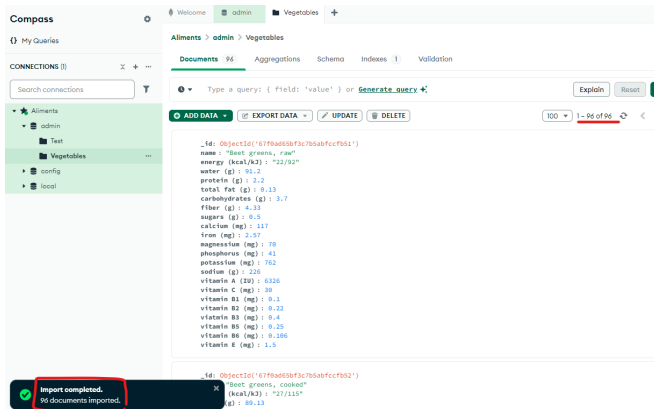 Compass
My Queries
CONNECTIONS (1)
Search connections
Aliments
admin
Test
Vegetables
config
local
Welcome
admin
Vegetables
Aliments > admin > Vegetables
Documents 96
Aggregations
Schema
Indexes 1
Validation
Type a query: { field: 'value' } or Generate query
Explain
Reset
ADD DATA
EXPORT DATA
UPDATE
DELETE
100
1 – 96 of 96
_id: ObjectId('67f0ad65bf3c7b5abfccfb51')
name : "Beet greens, raw"
energy (kcal/kJ) : "22/92"
water (g) : 91.2
protein (g) : 2.2
total fat (g) : 0.13
carbohydrates (g) : 3.7
fiber (g) : 4.33
sugars (g) : 0.5
calcium (mg) : 117
iron (mg) : 2.57
magnessium (mg) : 70
phosphorus (mg) : 41
potassium (mg) : 762
sodium (g) : 226
vitamin A (IU) : 6326
vitamin C (mg) : 30
vitamin B1 (mg) : 0.1
vitamin B2 (mg) : 0.22
viatmin B3 (mg) : 0.4
vitamin B5 (mg) : 0.25
vitamin B6 (mg) : 0.106
vitamin E (mg) : 1.5
_id: ObjectId('67f0ad65bf3c7b5abfccfb52')
"Beet greens, cooked"
(kcal/kJ) : "27/115"
(g) : 89.13
Import completed.
96 documents imported.